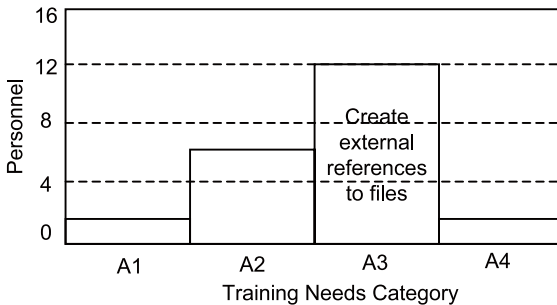 16
12
8
4
0
Personnel
Create
external
references
to files
A1 A2 A3 A4
Training Needs Category